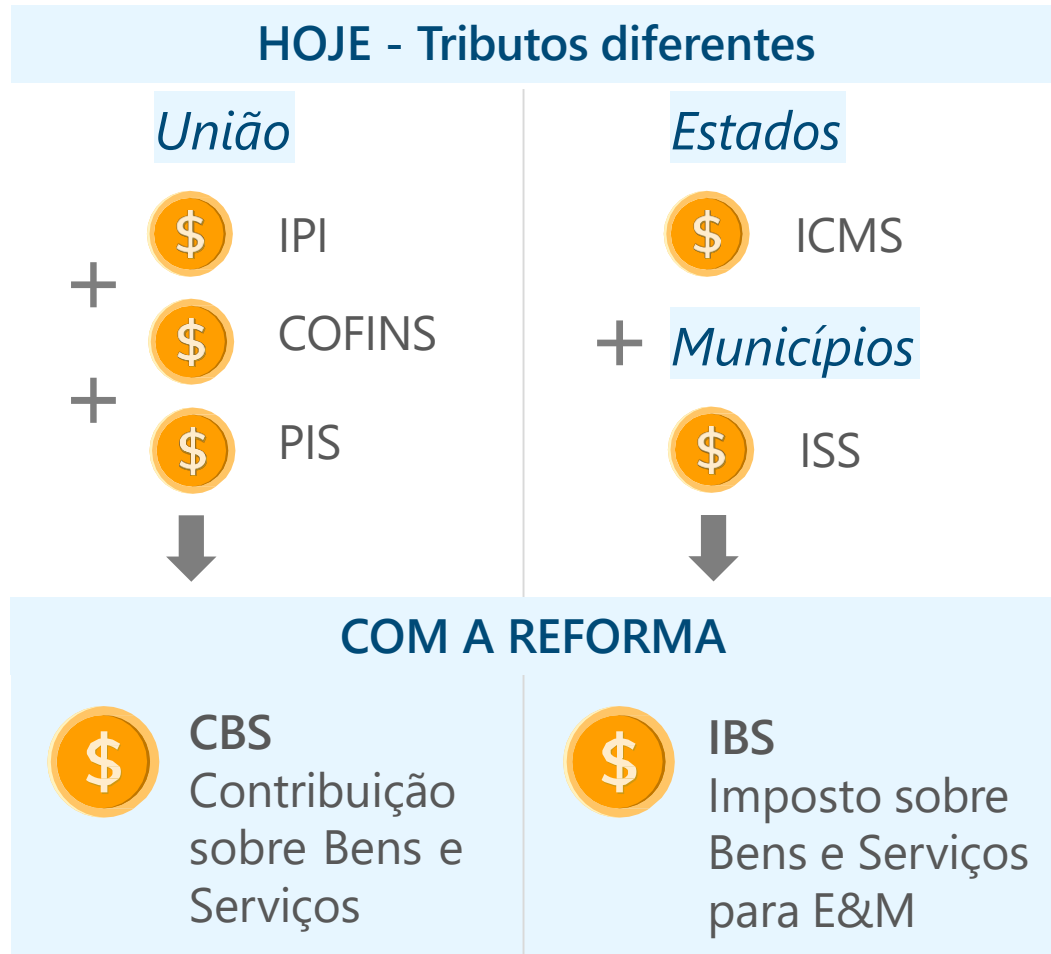 HOJE - Tributos diferentes
União
$ IPI
+
$ COFINS
+
$ PIS
Estados
$ ICMS
+ Municípios
$ ISS
COM A REFORMA
$ CBS
Contribuição
sobre Bens e
Serviços
$ IBS
Imposto sobre
Bens e Serviços
para E&M